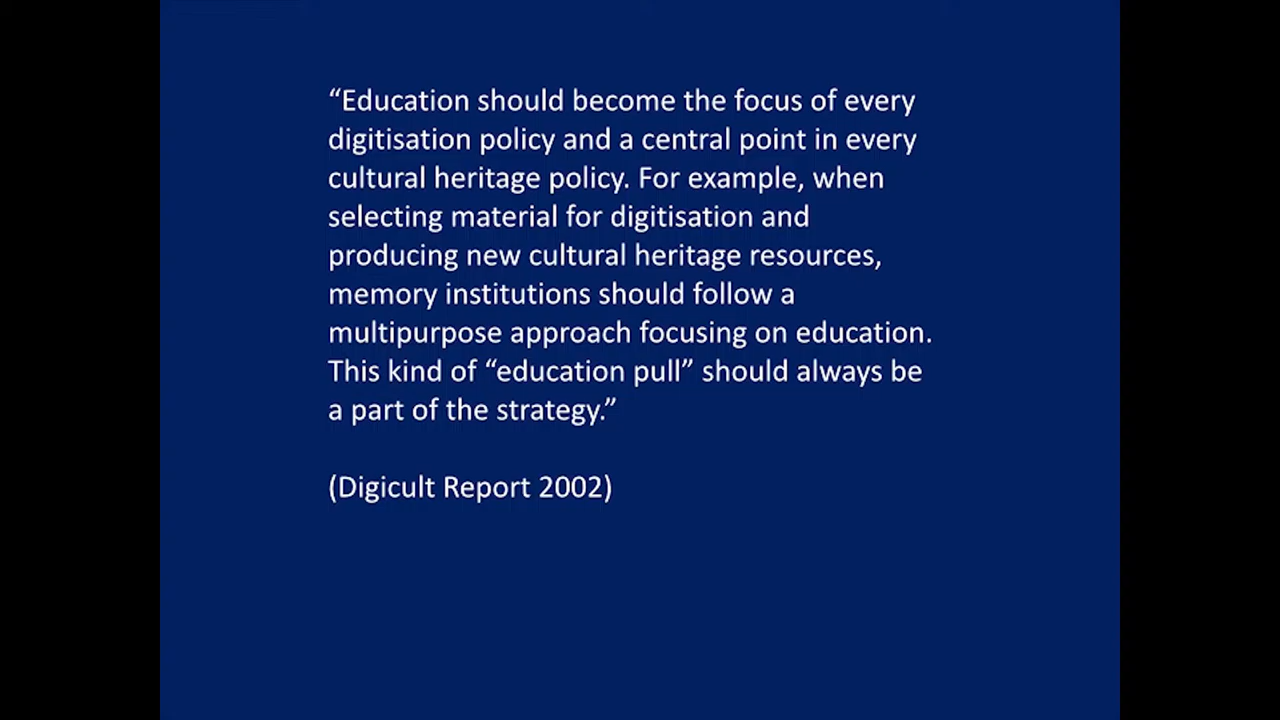 “Education should become the focus of every
digitisation policy and a central point in every
cultural heritage policy. For example, when
selecting material for digitisation and
producing new cultural heritage resources,
memory institutions should follow a
multipurpose approach focusing on education.
This kind of “education pull” should always be
a part of the strategy.”
(Digicult Report 2002)